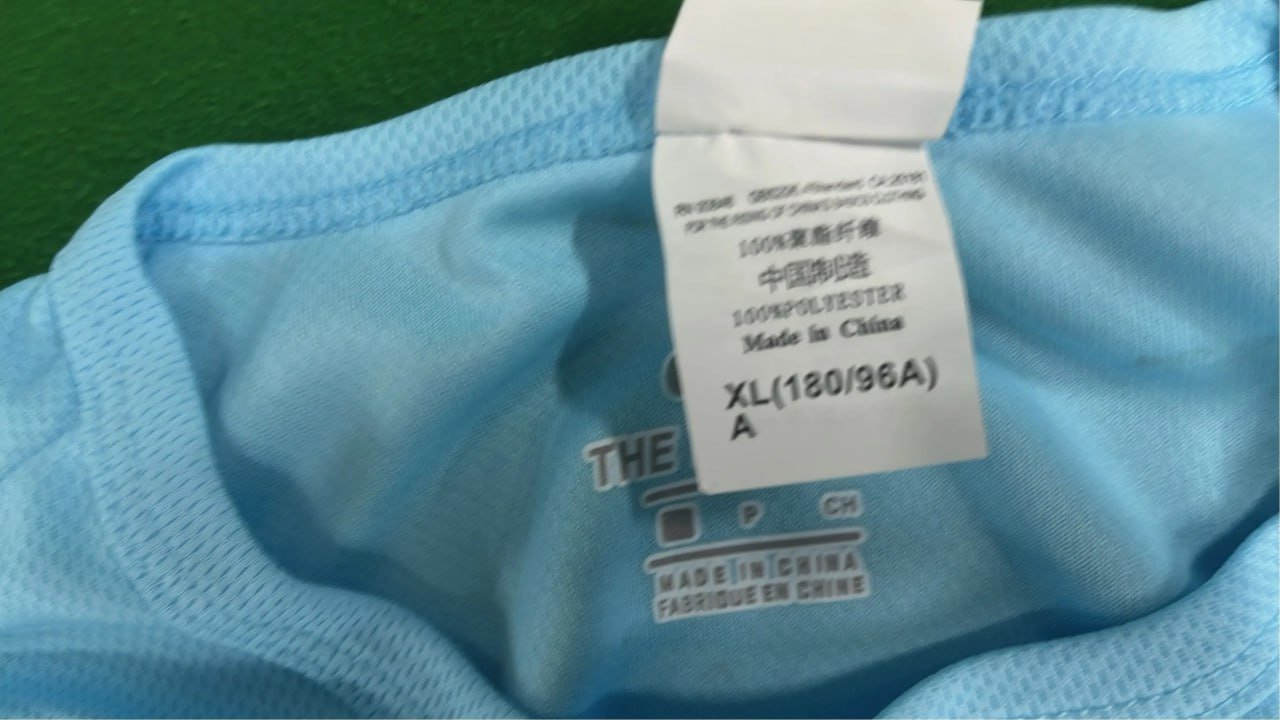 100%聚脂纤维
中国制造
100%POLYESTER
Made in China
XL(180/96A)
A
THE
P CH
MADE IN CHINA
FABRIQUE EN CHINE